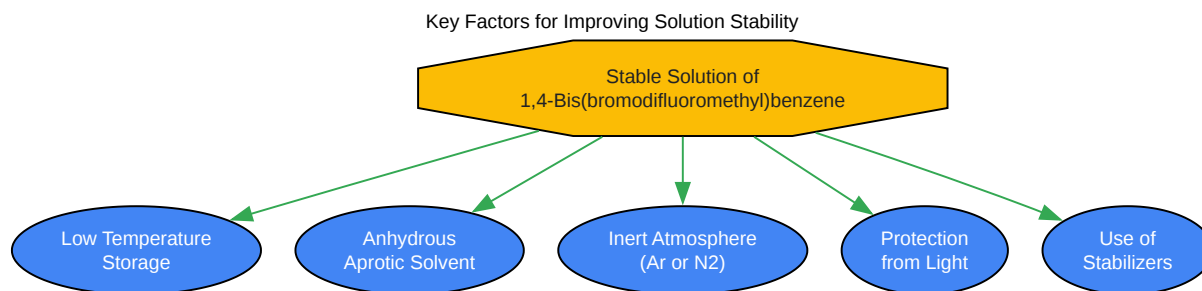 Key Factors for Improving Solution Stability
Stable Solution of
1,4-Bis(bromodifluoromethyl)benzene
Low Temperature
Storage
Anhydrous
Aprotic Solvent
Inert Atmosphere
(Ar or N2)
Protection
from Light
Use of
Stabilizers